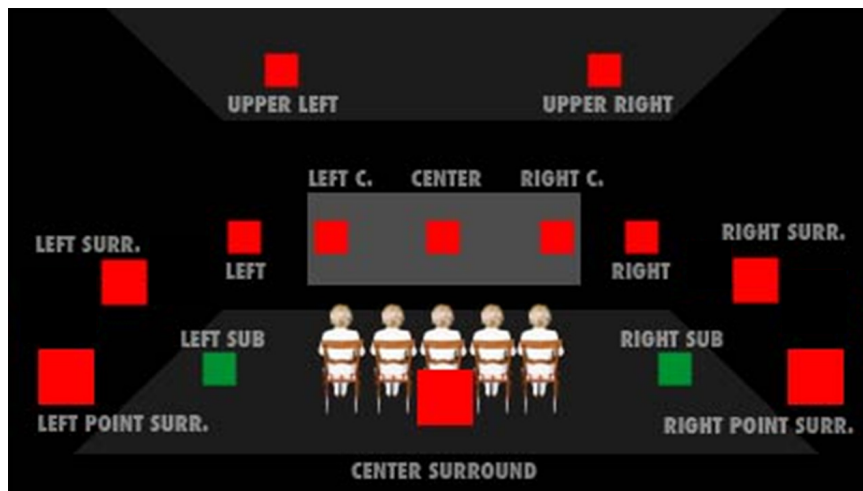 UPPER LEFT
UPPER RIGHT
LEFT C.
CENTER
RIGHT C.
LEFT SURR.
RIGHT SURR.
LEFT
RIGHT
LEFT SUB
RIGHT SUB
LEFT POINT SURR.
RIGHT POINT SURR.
CENTER SURROUND